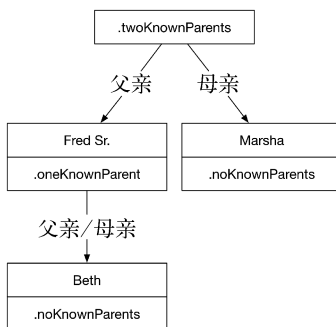 .twoKnownParents
父亲
母亲
Fred Sr.
Marsha
.oneKnownParent
.noKnownParents
父亲/母亲
Beth
.noKnownParents